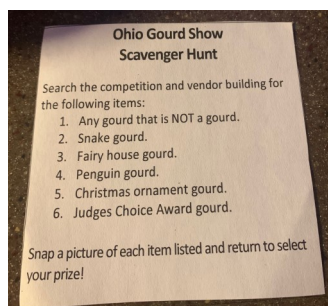 Ohio Gourd Show
Scavenger Hunt
Search the competition and vendor building for
the following items:
1. Any gourd that is NOT a gourd.
2. Snake gourd.
3. Fairy house gourd.
4. Penguin gourd.
5. Christmas ornament gourd.
6. Judges Choice Award gourd.
Snap a picture of each item listed and return to select
your prize!